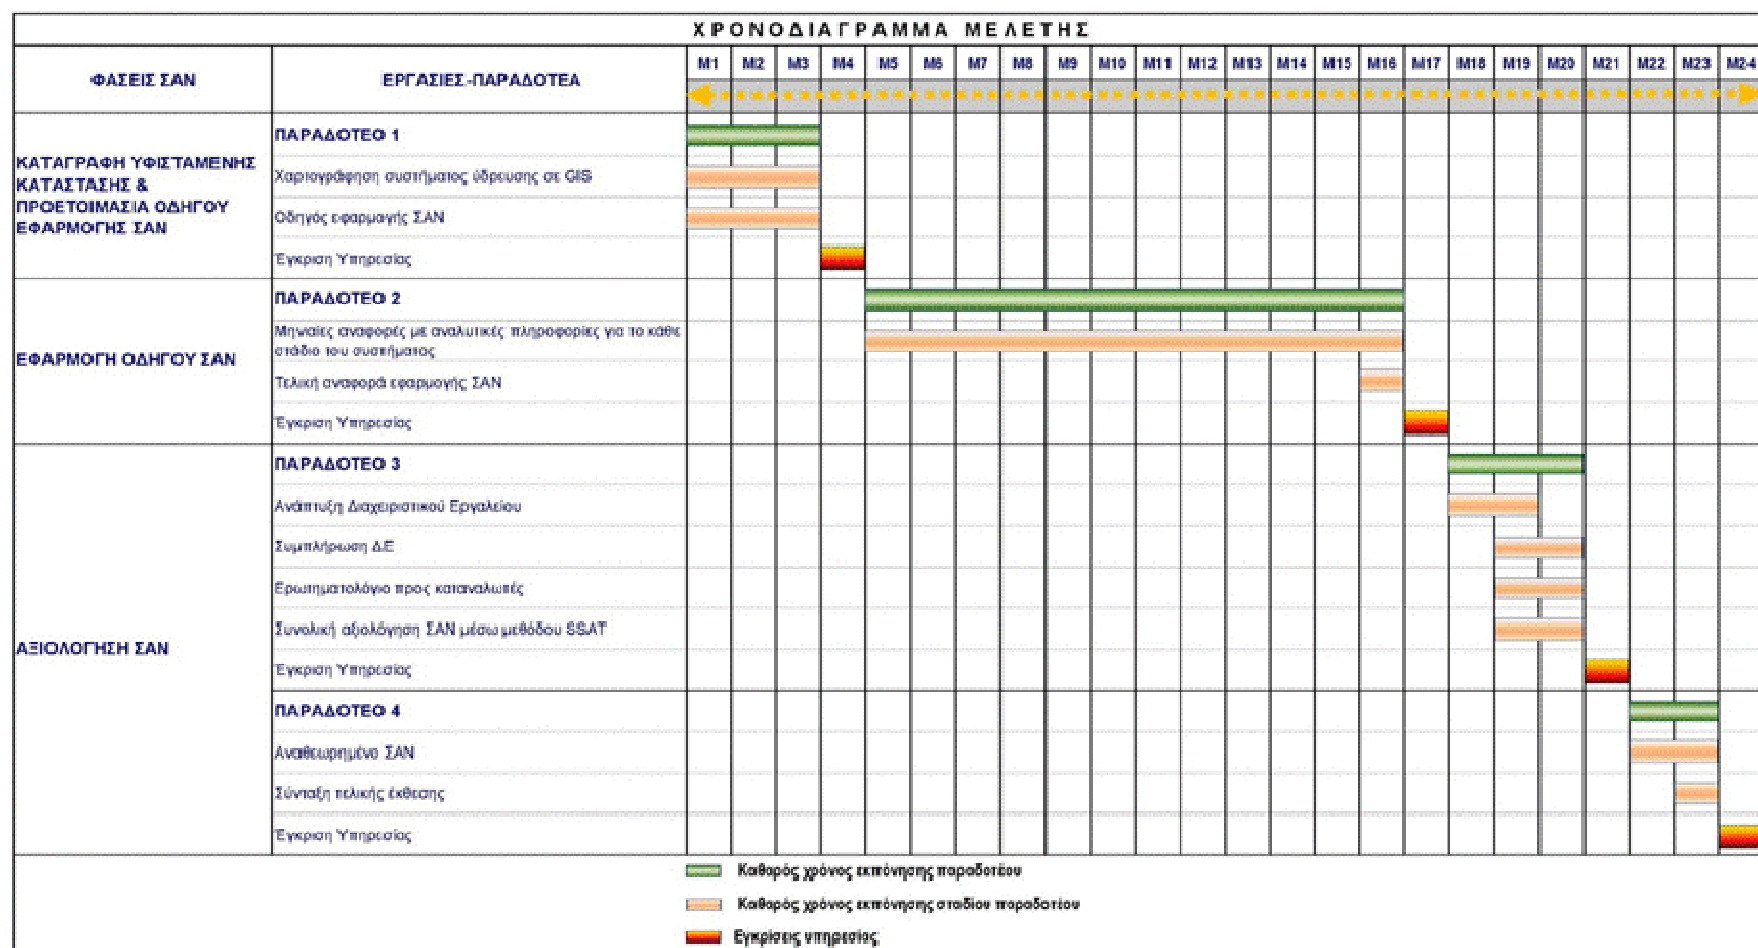 ΧΡΟΝΟΔΙΑΓΡΑΜΜΑ ΜΕΛΕΤΗΣ
ΦΑΣΕΙΣ ΣΑΝ
ΕΡΓΑΣΙΕΣ-ΠΑΡΑΔΟΤΕΑ
M1 M2 M3 M4 M5 M6 M7 M8 M9 M10 M11 M12 M13 M14 M15 M16 M17 M18 M19 M20 M21 M22 M23 M24
ΚΑΤΑΓΡΑΦΗ ΥΦΙΣΤΑΜΕΝΗΣ
ΚΑΤΑΣΤΑΣΗΣ &
ΠΡΟΕΤΟΙΜΑΣΙΑ ΟΔΗΓΟΥ
ΕΦΑΡΜΟΓΗΣ ΣΑΝ
ΠΑΡΑΔΟΤΕΟ 1
Χαρτογράφηση συστήματος ύδρευσης σε GIS
Οδηγός εφαρμογής ΣΑΝ
Έγκριση Υπηρεσίας
ΕΦΑΡΜΟΓΗ ΟΔΗΓΟΥ ΣΑΝ
ΠΑΡΑΔΟΤΕΟ 2
Μηνιαίες αναφορές με αναλυτικές πληροφορίες για το κάθε
στάδιο του συστήματος
Τελική αναφορά εφαρμογής ΣΑΝ
Έγκριση Υπηρεσίας
ΑΞΙΟΛΟΓΗΣΗ ΣΑΝ
ΠΑΡΑΔΟΤΕΟ 3
Ανάπτυξη Διαχειριστικού Εργαλείου
Συμπλήρωση Δ.Ε
Ερωτηματολόγιο προς καταναλωτές
Συνολική αξιολόγηση ΣΑΝ μέσω μεθόδου SSAT
Έγκριση Υπηρεσίας
ΠΑΡΑΔΟΤΕΟ 4
Αναθεωρημένο ΣΑΝ
Σύνταξη τελικής έκθεσης
Έγκριση Υπηρεσίας
Καθαρός χρόνος εκπόνησης παραδοτέου
Καθαρός χρόνος εκπόνησης σταδίου παραδοτέου
Εγκρίσεις υπηρεσίας